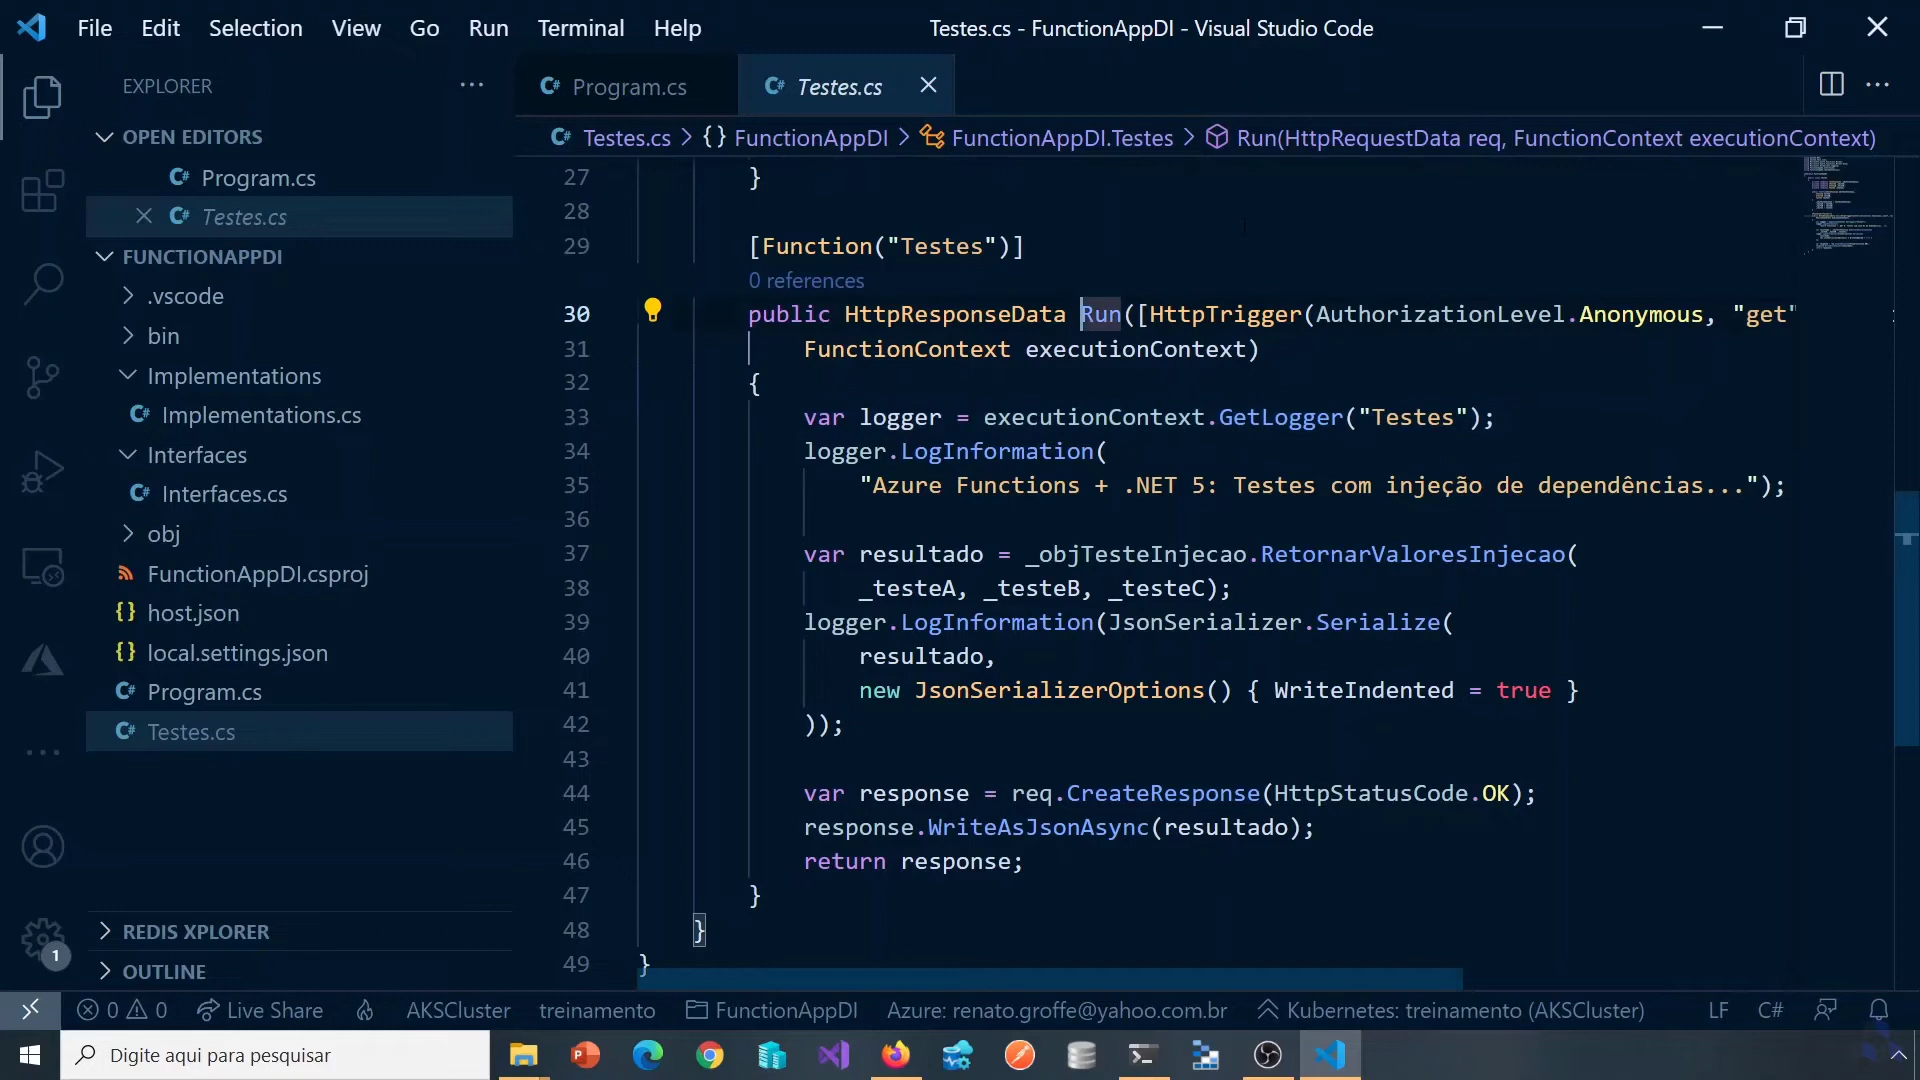 File Edit Selection View Go Run Terminal Help
Testes.cs - FunctionAppDI - Visual Studio Code
EXPLORER
OPEN EDITORS
Program.cs
Testes.cs
FUNCTIONAPPDI
.vscode
bin
Implementations
Implementations.cs
Interfaces
Interfaces.cs
obj
FunctionAppDI.csproj
host.json
local.settings.json
Program.cs
Testes.cs
REDIS XPLORER
OUTLINE
1
Program.cs Testes.cs
Testes.cs > {} FunctionAppDI > FunctionAppDI.Testes > Run(HttpRequestData req, FunctionContext executionContext)
27 }
28
29 [Function("Testes")]
0 references
30 public HttpResponseData Run([HttpTrigger(AuthorizationLevel.Anonymous, "get"
31 FunctionContext executionContext)
32 {
33 var logger = executionContext.GetLogger("Testes");
34 logger.LogInformation(
35 "Azure Functions + .NET 5: Testes com injeção de dependências...");
36
37 var resultado = _objTesteInjecao.RetornarValoresInjecao(
38 _testeA, _testeB, _testeC);
39 logger.LogInformation(JsonSerializer.Serialize(
40 resultado,
41 new JsonSerializerOptions() { WriteIndented = true }
42 ));
43
44 var response = req.CreateResponse(HttpStatusCode.OK);
45 response.WriteAsJsonAsync(resultado);
46 return response;
47 }
48 }
49 }
0 0 Live Share AKSCluster treinamento FunctionAppDI Azure: renato.groffe@yahoo.com.br Kubernetes: treinamento (AKSCluster) LF C#
Digite aqui para pesquisar